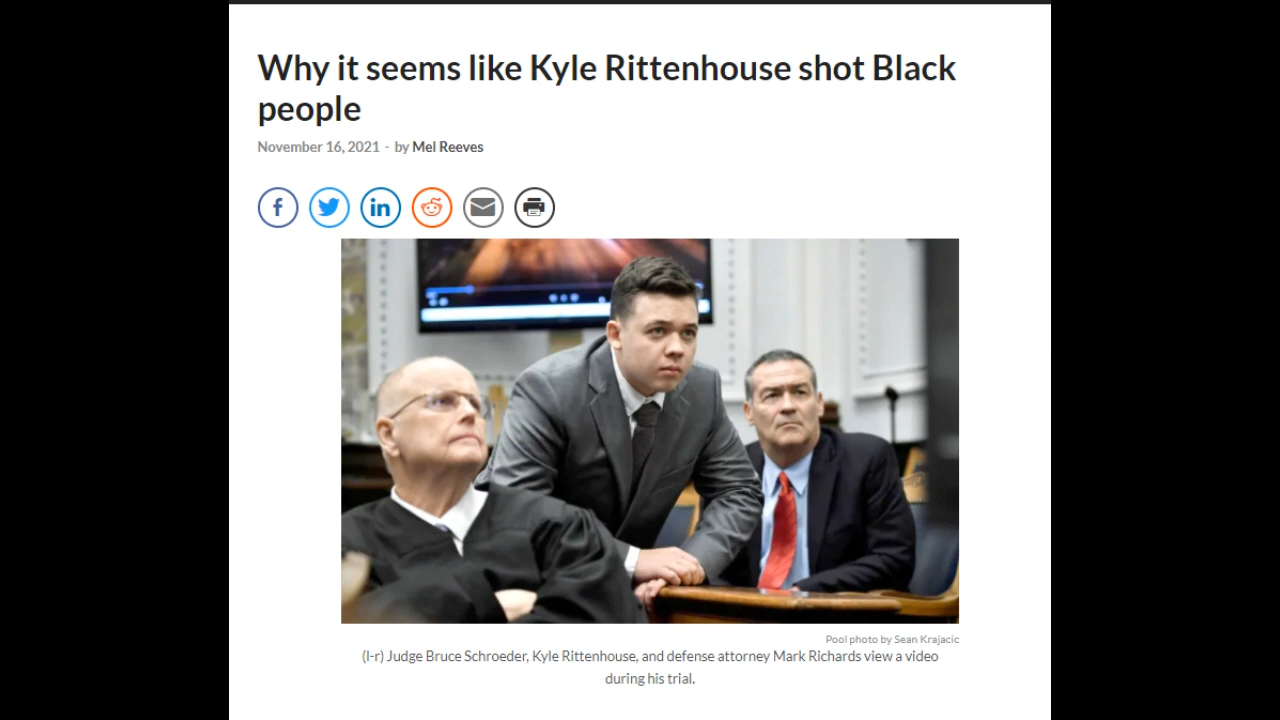 Why it seems like Kyle Rittenhouse shot Black
people
November 16, 2021 - by Mel Reeves
f in
Pool photo by Sean Krajacic
(l-r) Judge Bruce Schroeder, Kyle Rittenhouse, and defense attorney Mark Richards view a video
during his trial.